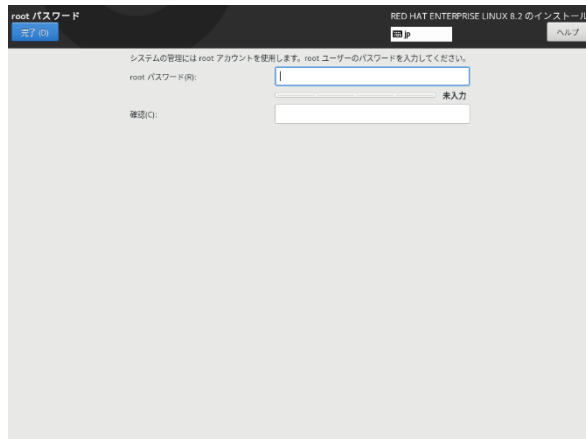 root パスワード
RED HAT ENTERPRISE LINUX 8.2 のインストール
完了 (D)
jp
ヘルプ
システムの管理には root アカウントを使用します。root ユーザーのパスワードを入力してください。
root パスワード(R):
未入力
確認(C):